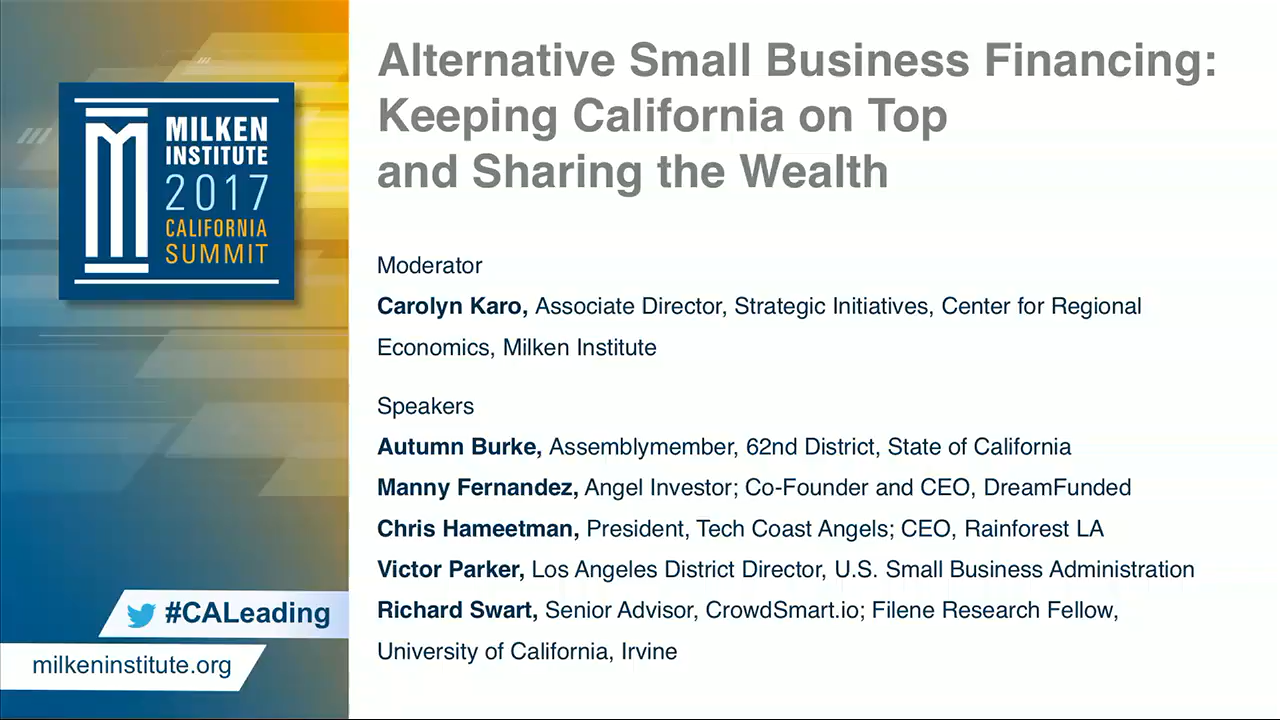 MILKEN
INSTITUTE
2017
CALIFORNIA
SUMMIT
#CALeading
milkeninstitute.org
Alternative Small Business Financing:
Keeping California on Top
and Sharing the Wealth
Moderator
Carolyn Karo, Associate Director, Strategic Initiatives, Center for Regional
Economics, Milken Institute
Speakers
Autumn Burke, Assemblymember, 62nd District, State of California
Manny Fernandez, Angel Investor; Co-Founder and CEO, DreamFunded
Chris Hameetman, President, Tech Coast Angels; CEO, Rainforest LA
Victor Parker, Los Angeles District Director, U.S. Small Business Administration
Richard Swart, Senior Advisor, CrowdSmart.io; Filene Research Fellow,
University of California, Irvine